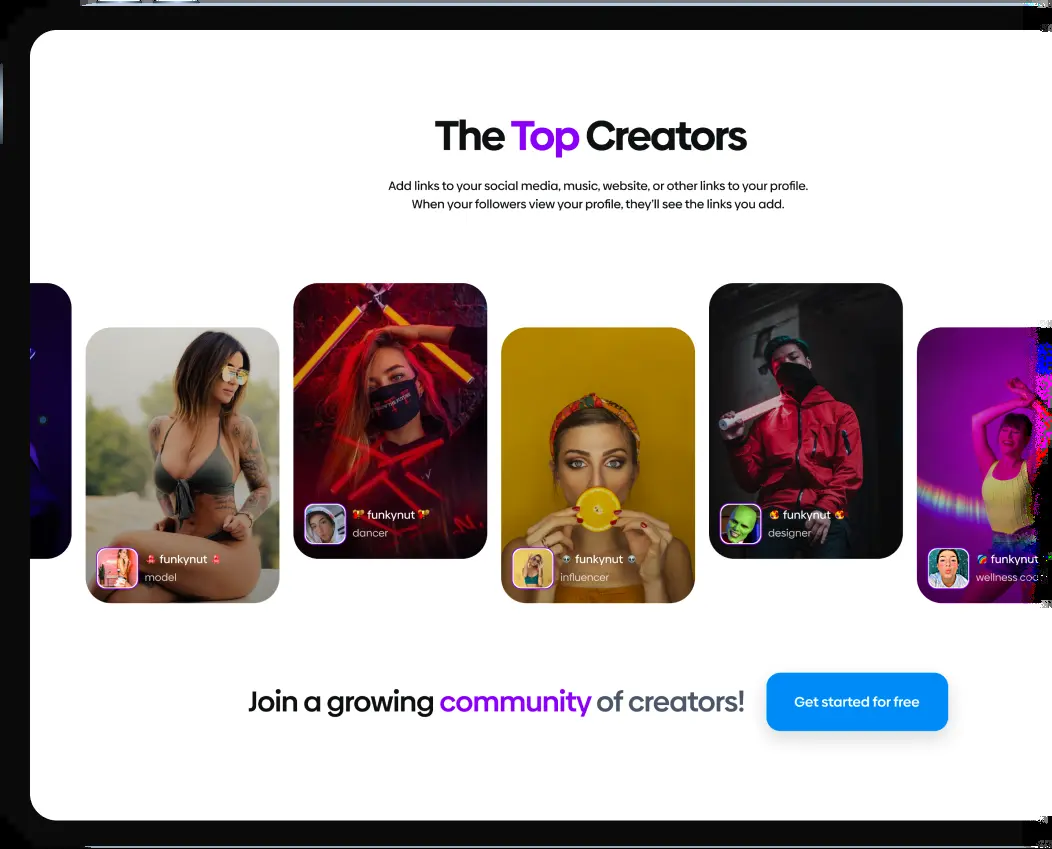 The Top Creators
Add links to your social media, music, website, or other links to your profile.
When your followers view your profile, they'll see the links you add.
funkynut
model
funkynut
dancer
funkynut
influencer
funkynut
designer
funkynut
wellness
Join a growing community of creators!
Get started for free